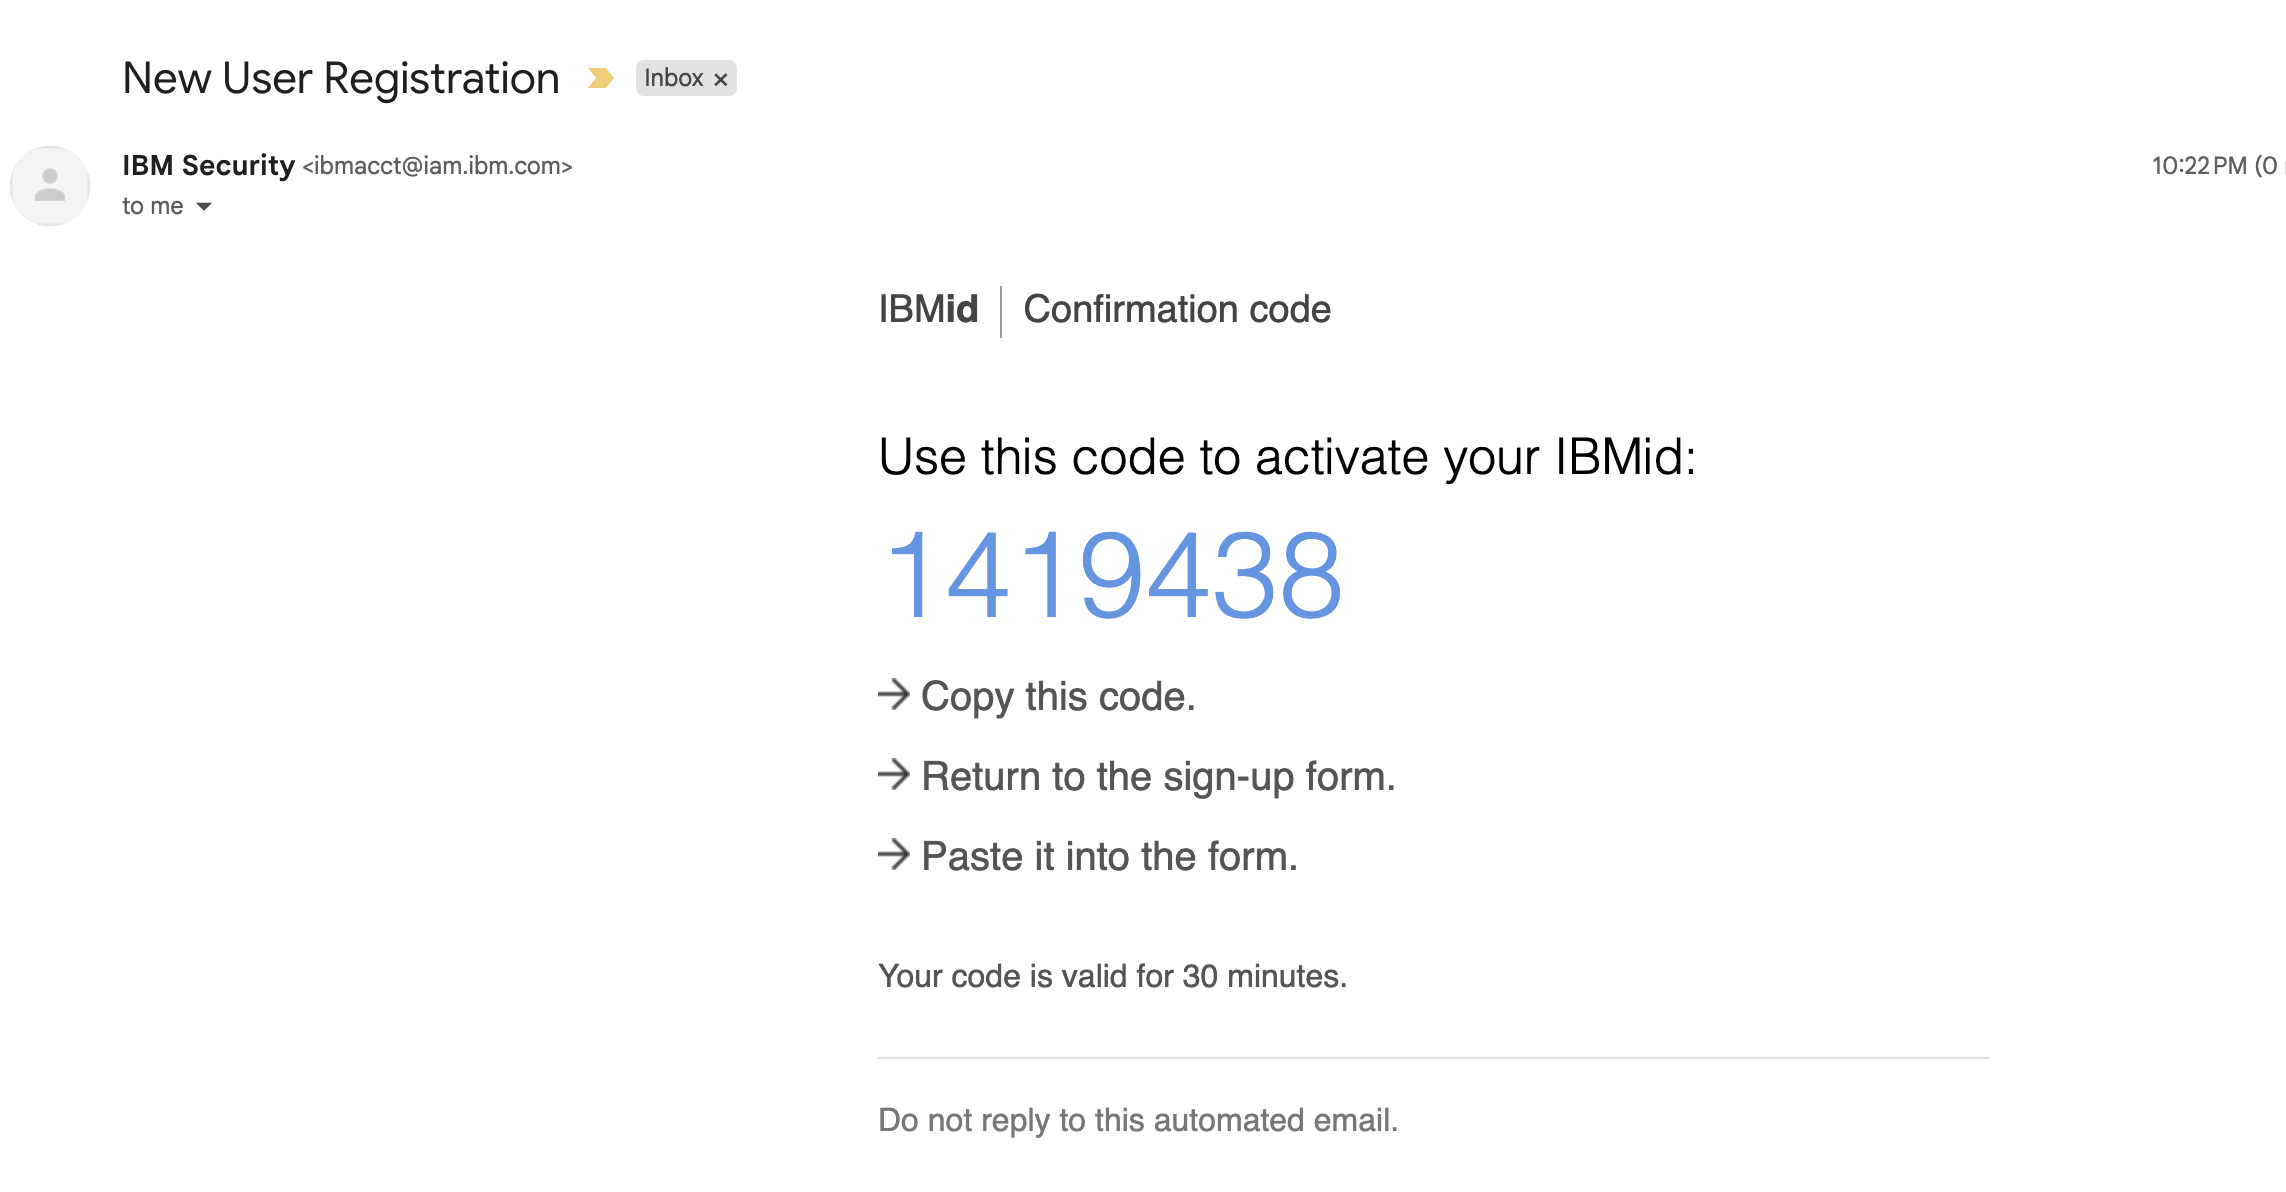 New User Registration
Inbox ×
IBM Security <ibmacct@iam.ibm.com>
10:22 PM (0
to me
IBMid | Confirmation code
Use this code to activate your IBMid:
1419438
→ Copy this code.
→ Return to the sign-up form.
→ Paste it into the form.
Your code is valid for 30 minutes.
Do not reply to this automated email.